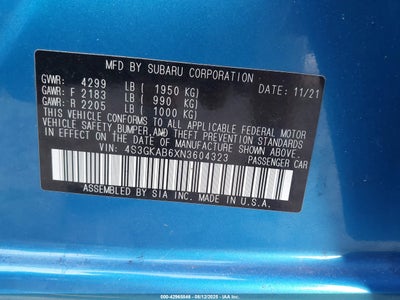 MFD BY SUBARU CORPORATION
GVWR: 4299 LB [ 1950 KG] DATE: 11/21
GAWR: F 2183 LB [ 990 KG]
GAWR: R 2205 LB [ 1000 KG]
THIS VEHICLE CONFORMS TO ALL APPLICABLE FEDERAL MOTOR
VEHICLE SAFETY, BUMPER, AND THEFT PREVENTION STANDARDS
IN EFFECT ON THE DATE OF MANUFACTURE SHOWN ABOVE.
VIN: 4S3GKAB6XN3604323 PASSENGER CAR
ASSEMBLED BY SIA INC. MADE IN U.S.A.
500-42965848 - (06/12/2025) - IAA Inc.